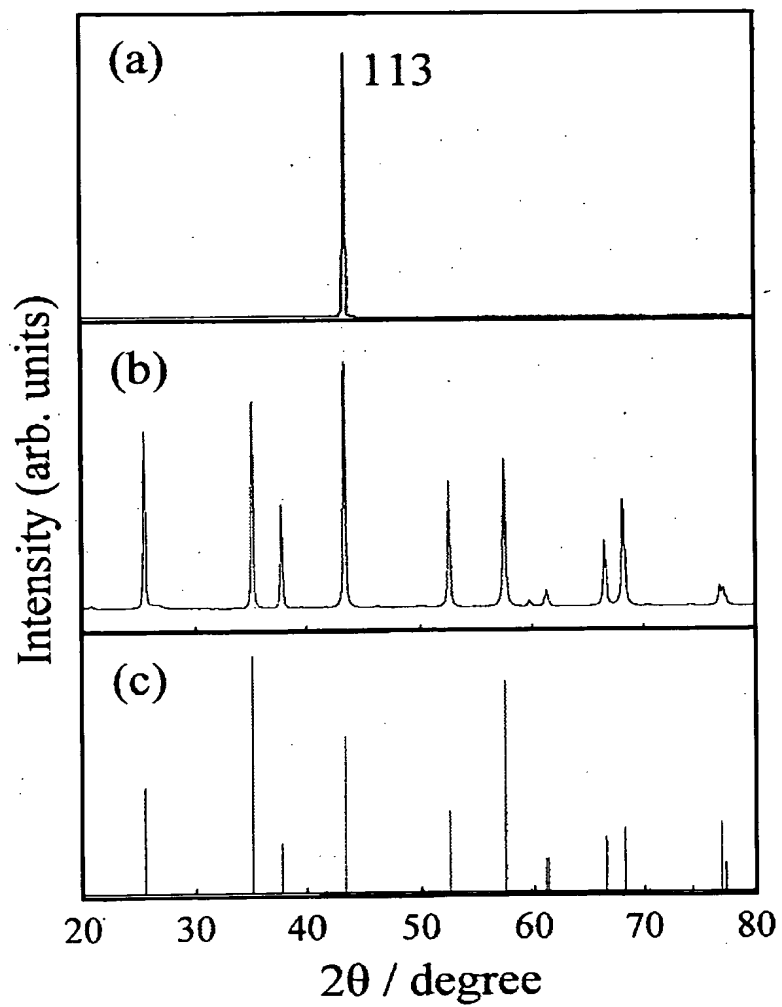 (a)
113
(b)
(c)
Intensity (arb. units)
20 30 40 50 60 70 80
2θ / degree